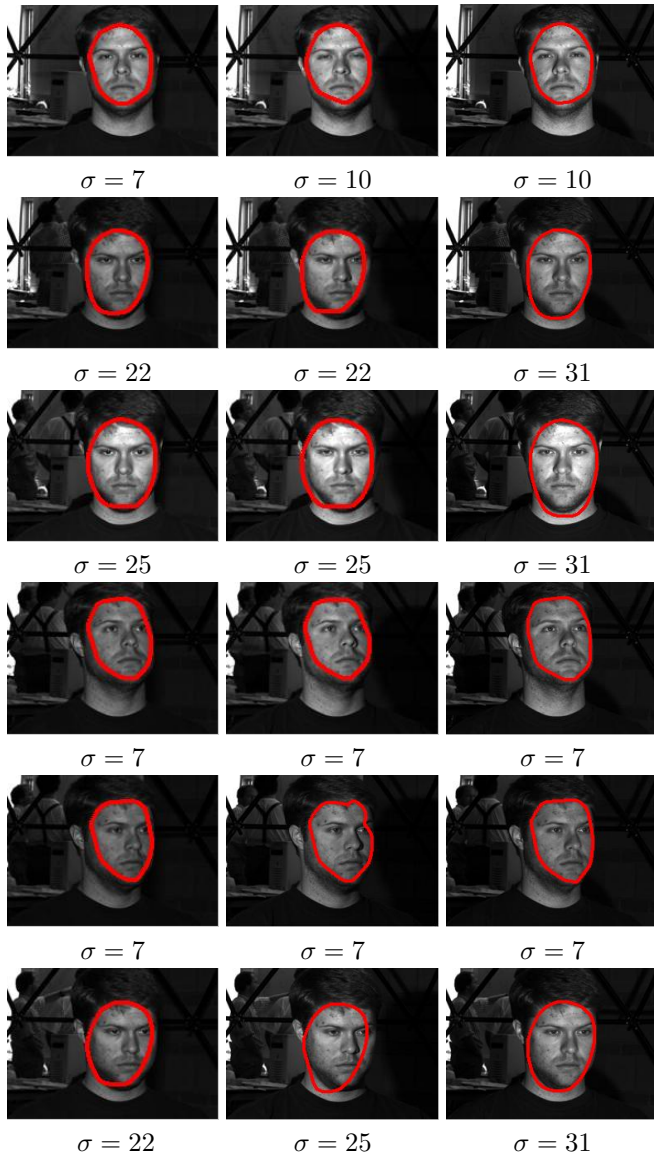 σ = 7 σ = 10 σ = 10
σ = 22 σ = 22 σ = 31
σ = 25 σ = 25 σ = 31
σ = 7 σ = 7 σ = 7
σ = 7 σ = 7 σ = 7
σ = 22 σ = 25 σ = 31